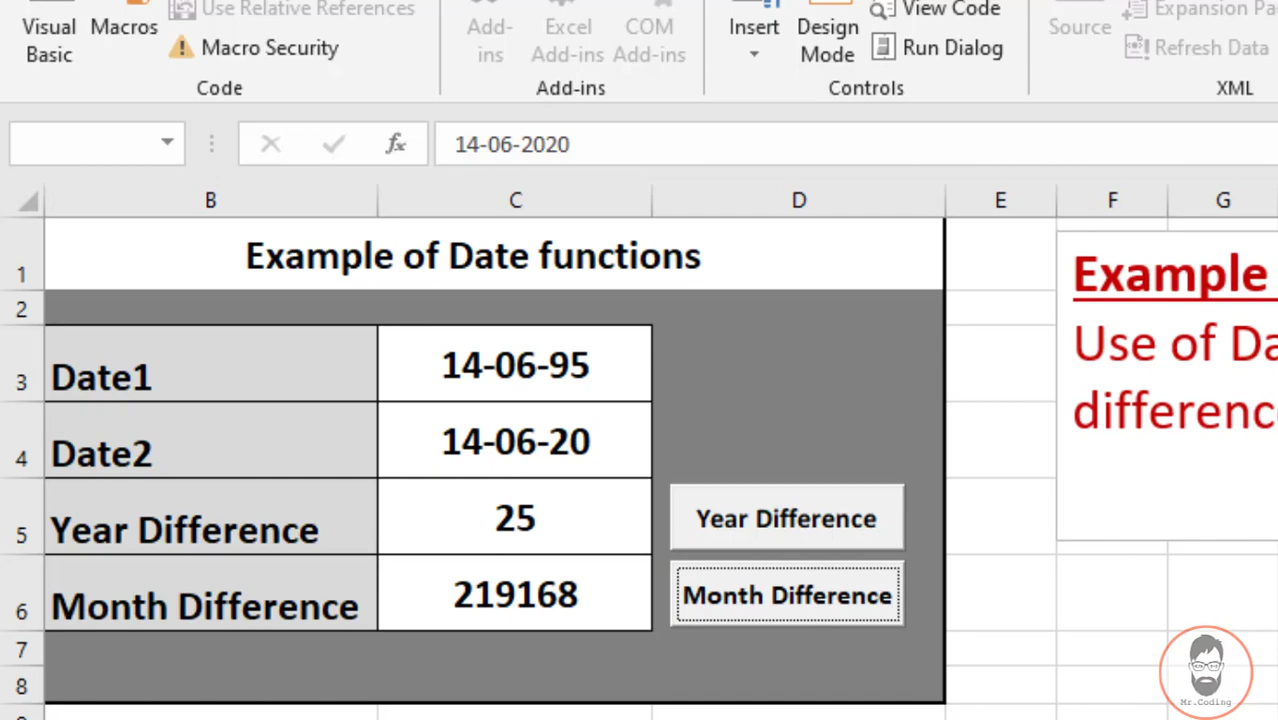 Visual Basic
Macros
Use Relative References
Macro Security
Code
Add-ins
Excel Add-ins
COM Add-ins
Add-ins
Insert
Design Mode
View Code
Run Dialog
Controls
Source
Expansion Pa
Refresh Data
XML
fx
14-06-2020
B C D E F G
1 Example of Date functions
2
3 Date1 14-06-95
4 Date2 14-06-20
5 Year Difference 25 Year Difference
6 Month Difference 219168 Month Difference
7
8
Example
Use of Da
differenc
Mr.Coding